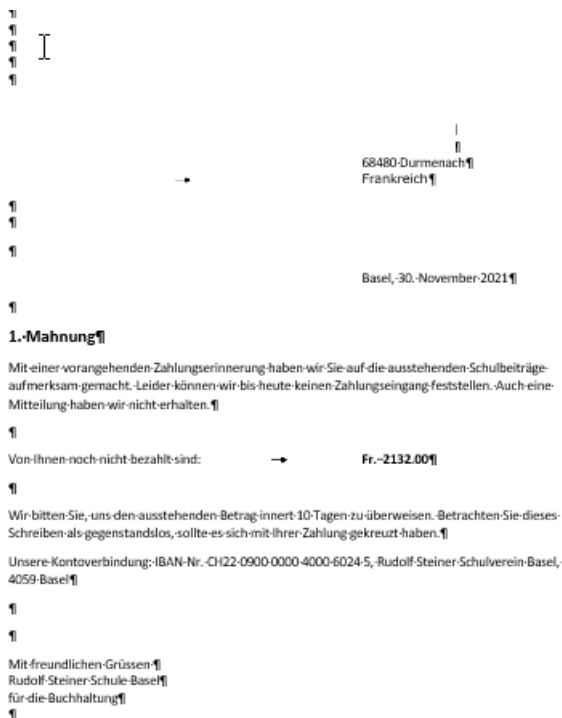 68480 Durmenach
Frankreich
Basel, 30. November 2021
1. Mahnung
Mit einer vorangehenden Zahlungserinnerung haben wir Sie auf die ausstehenden Schulbeiträge
aufmerksam gemacht. Leider können wir bis heute keinen Zahlungseingang feststellen. Auch eine
Mitteilung haben wir nicht erhalten.
Von Ihnen noch nicht bezahlt sind: Fr. 2132.00
Wir bitten Sie, uns den ausstehenden Betrag innert 10 Tagen zu überweisen. Betrachten Sie dieses
Schreiben als gegenstandslos, sollte es sich mit Ihrer Zahlung gekreuzt haben.
Unsere Kontoverbindung: IBAN-Nr. CH22 0900 0000 4000 6024 5, Rudolf Steiner Schulverein Basel,
4059 Basel
Mit freundlichen Grüssen
Rudolf Steiner Schule Basel
für die Buchhaltung